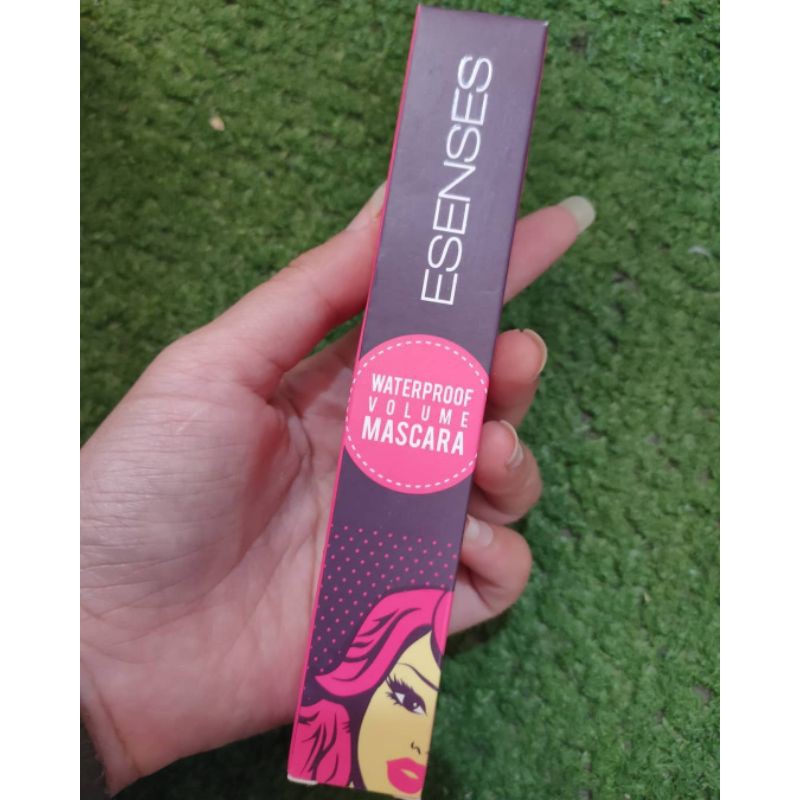 ESENSES
WATERPROOF
VOLUME
MASCARA